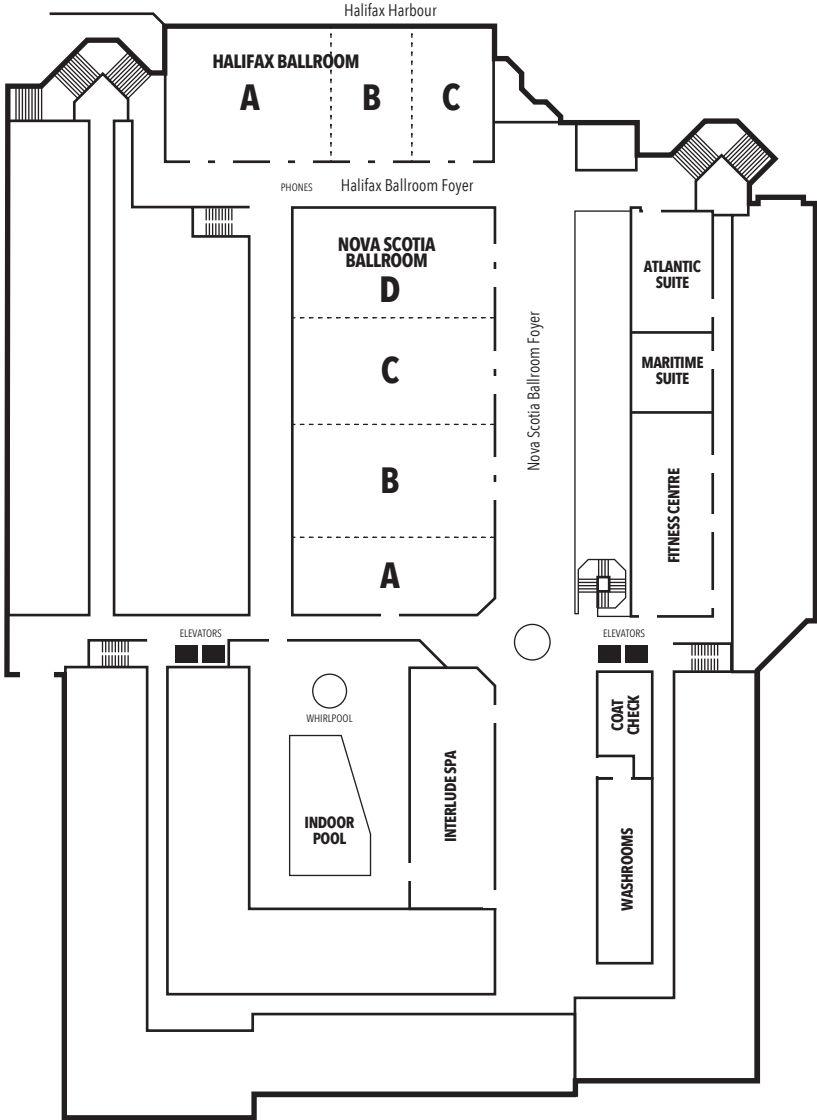 Halifax Harbour
HALIFAX BALLROOM
A
B
C
PHONES
Halifax Ballroom Foyer
NOVA SCOTIA
BALLROOM
D
C
B
A
Nova Scotia Ballroom Foyer
ATLANTIC
SUITE
MARITIME
SUITE
FITNESS CENTRE
ELEVATORS
ELEVATORS
WHIRLPOOL
INDOOR
POOL
INTERLUDE SPA
COAT
CHECK
WASHROOMS